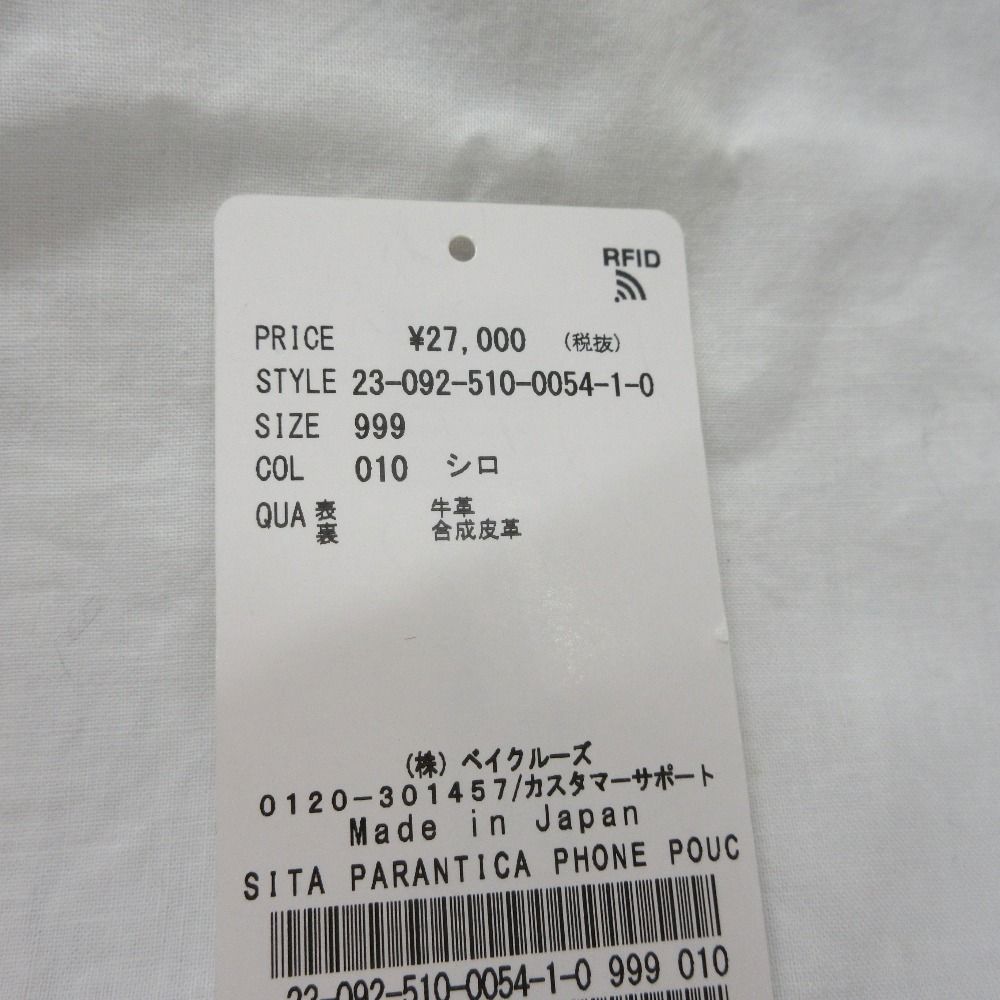 RFID
PRICE ¥27,000 (税抜)
STYLE 23-092-510-0054-1-0
SIZE 999
COL 010 シロ
QUA 表 牛革
裏 合成皮革
(株) ベイクルーズ
0120-301457/カスタマーサポート
Made in Japan
SITA PARANTICA PHONE POUC
23-092-510-0054-1-0 999 010